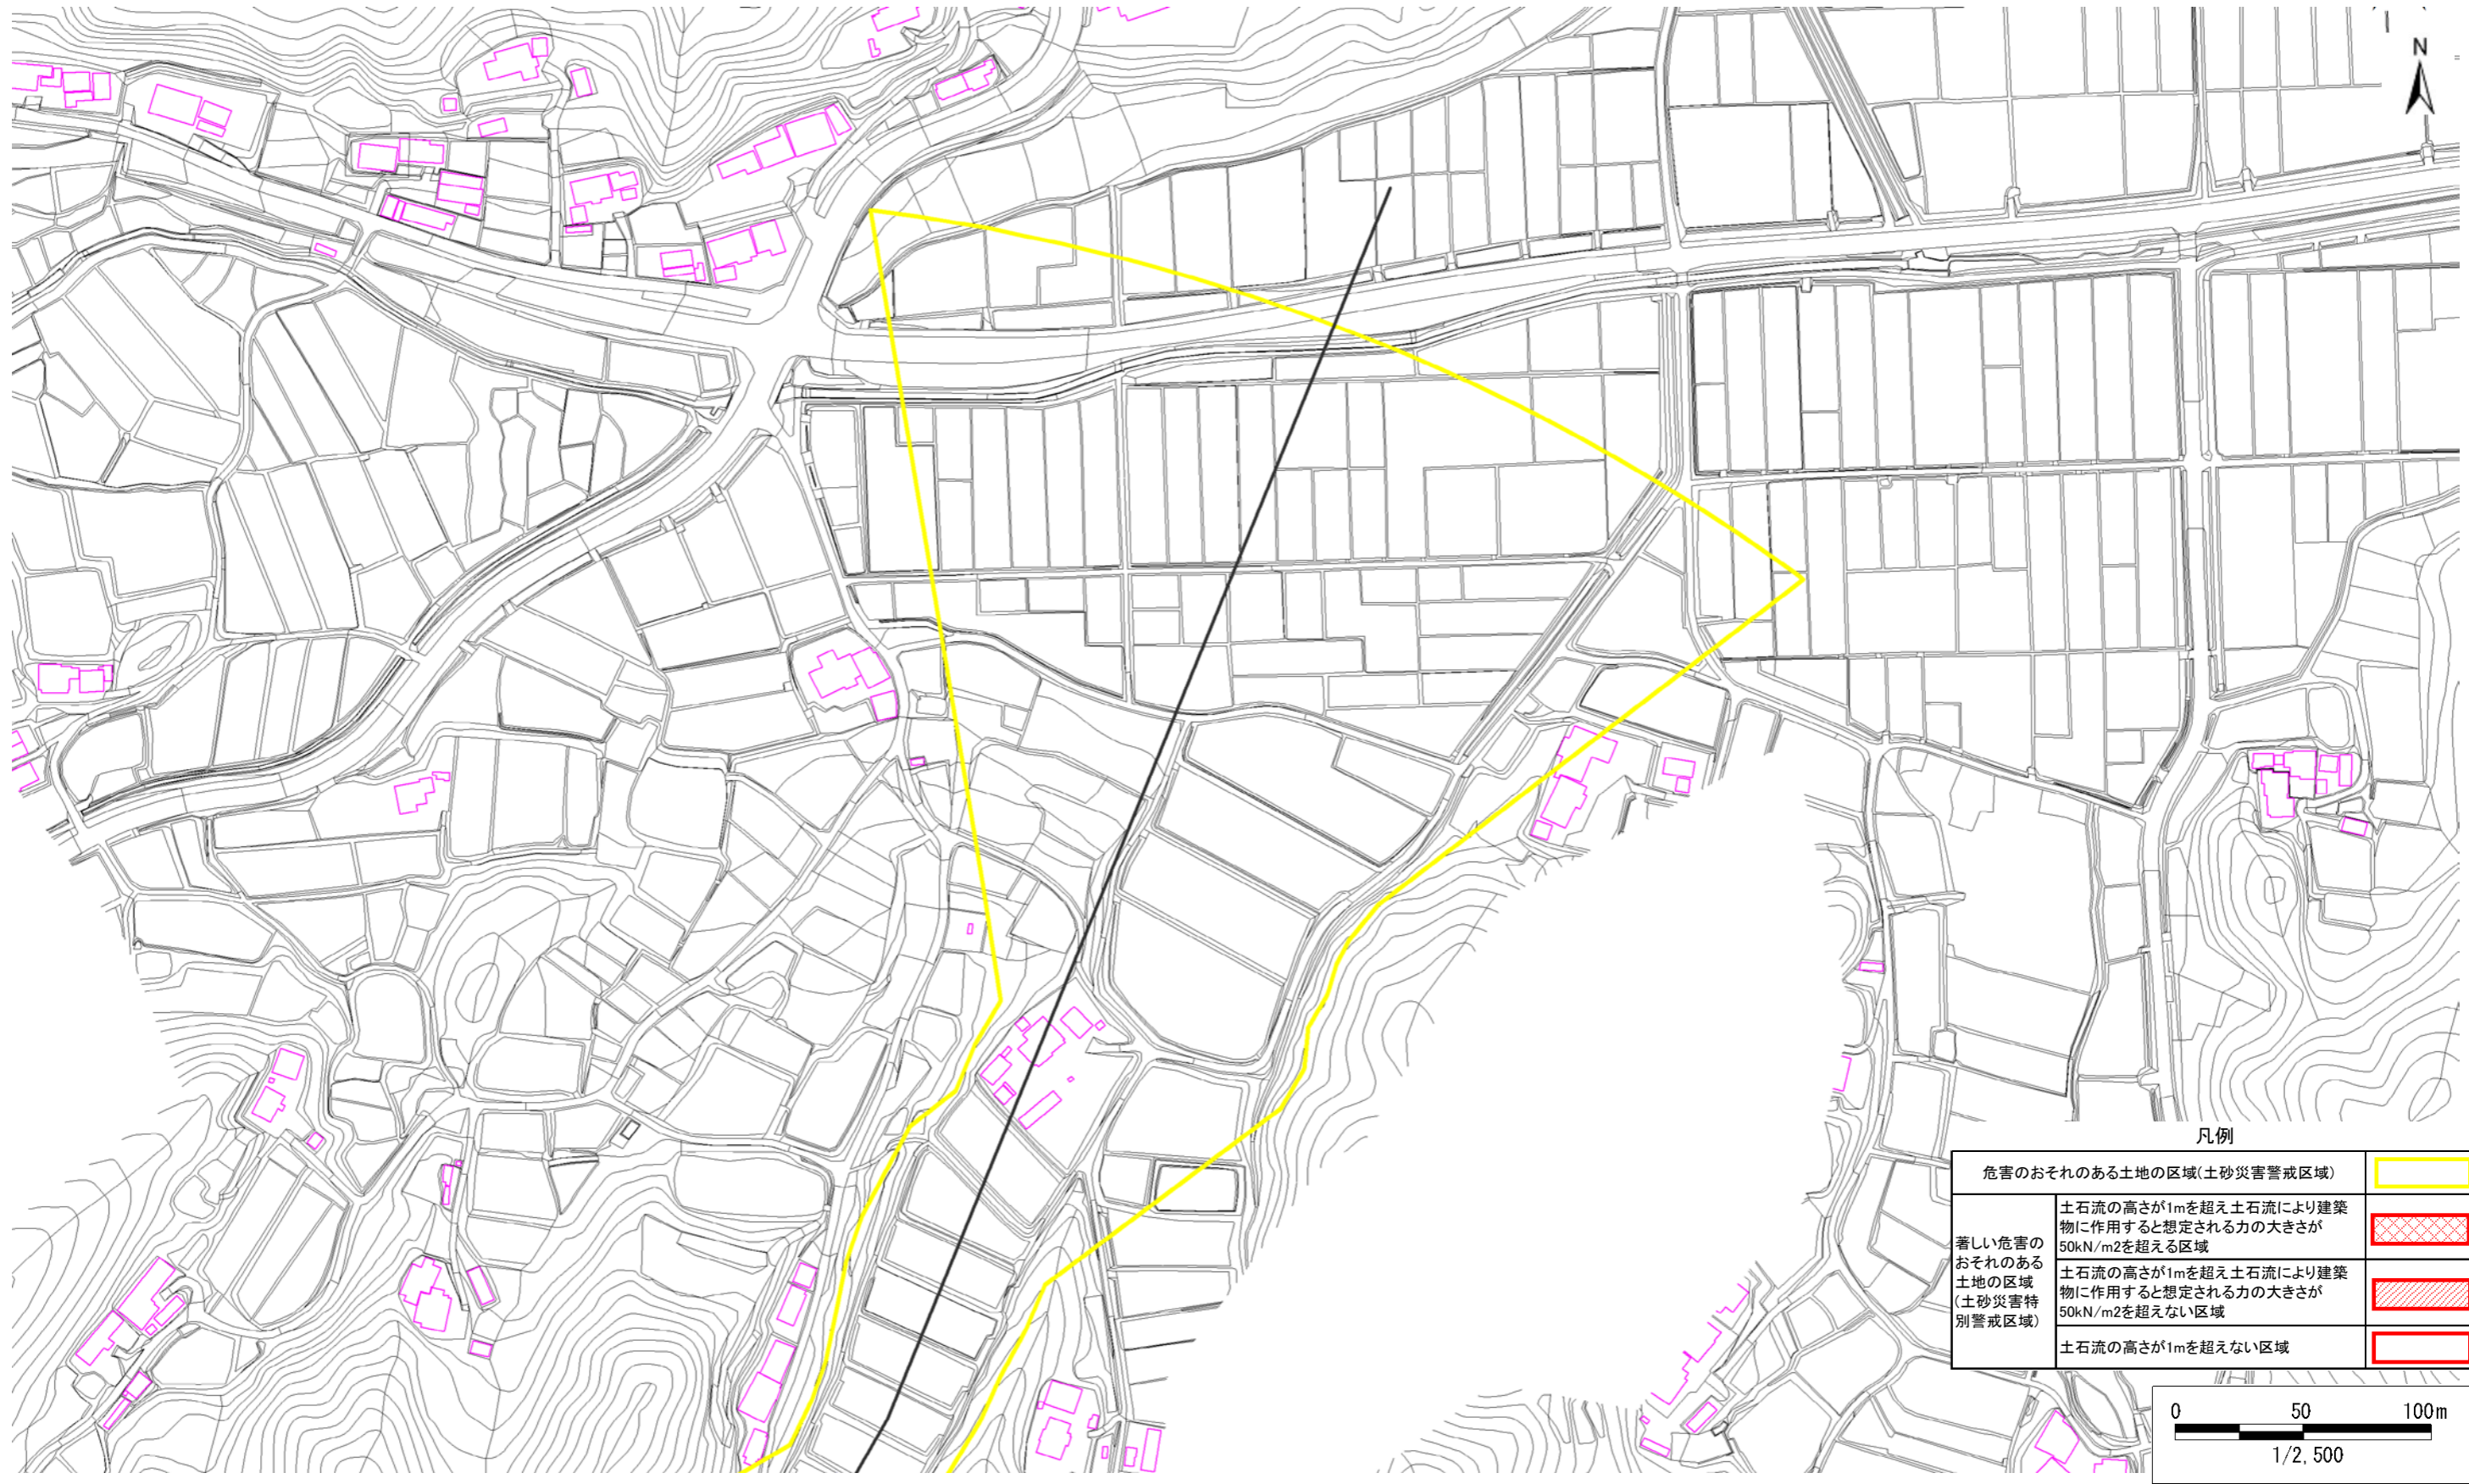 N
凡例
危害のおそれのある土地の区域(土砂災害警戒区域)
著しい危害の
おそれのある
土地の区域
(土砂災害特
別警戒区域)
土石流の高さが1mを超え土石流により建築
物に作用すると想定される力の大きさが
50kN/m2を超える区域
土石流の高さが1mを超え土石流により建築
物に作用すると想定される力の大きさが
50kN/m2を超えない区域
土石流の高さが1mを超えない区域
0 50 100m
1/2,500